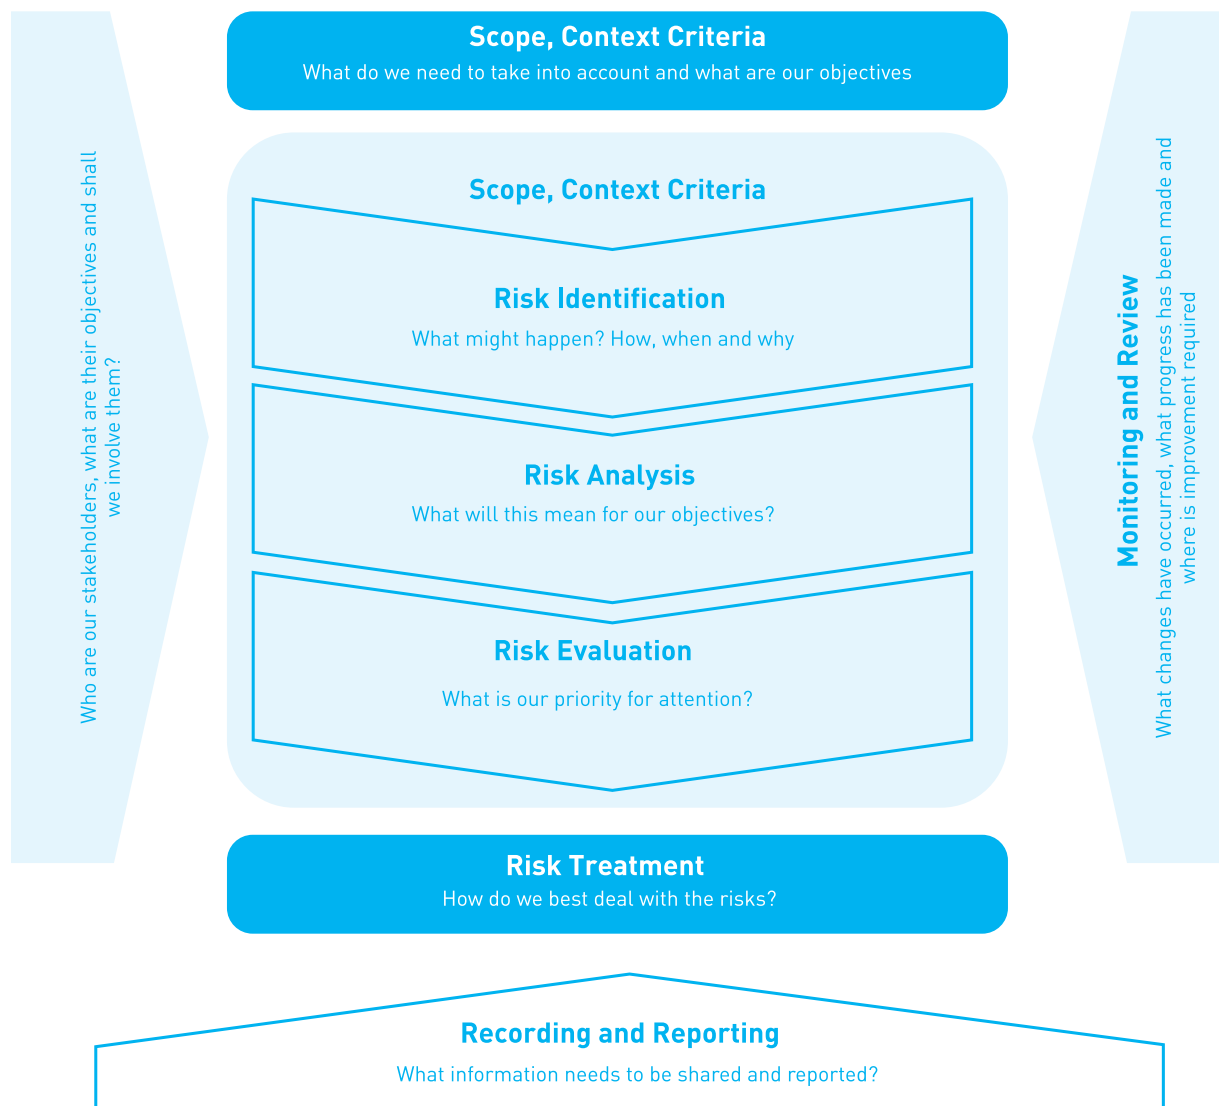 Scope, Context Criteria
What do we need to take into account and what are our objectives
Who are our stakeholders, what are their objectives and shall
we involve them?
Scope, Context Criteria
Risk Identification
What might happen? How, when and why
Risk Analysis
What will this mean for our objectives?
Risk Evaluation
What is our priority for attention?
Monitoring and Review
What changes have occurred, what progress has been made and
where is improvement required
Risk Treatment
How do we best deal with the risks?
Recording and Reporting
What information needs to be shared and reported?